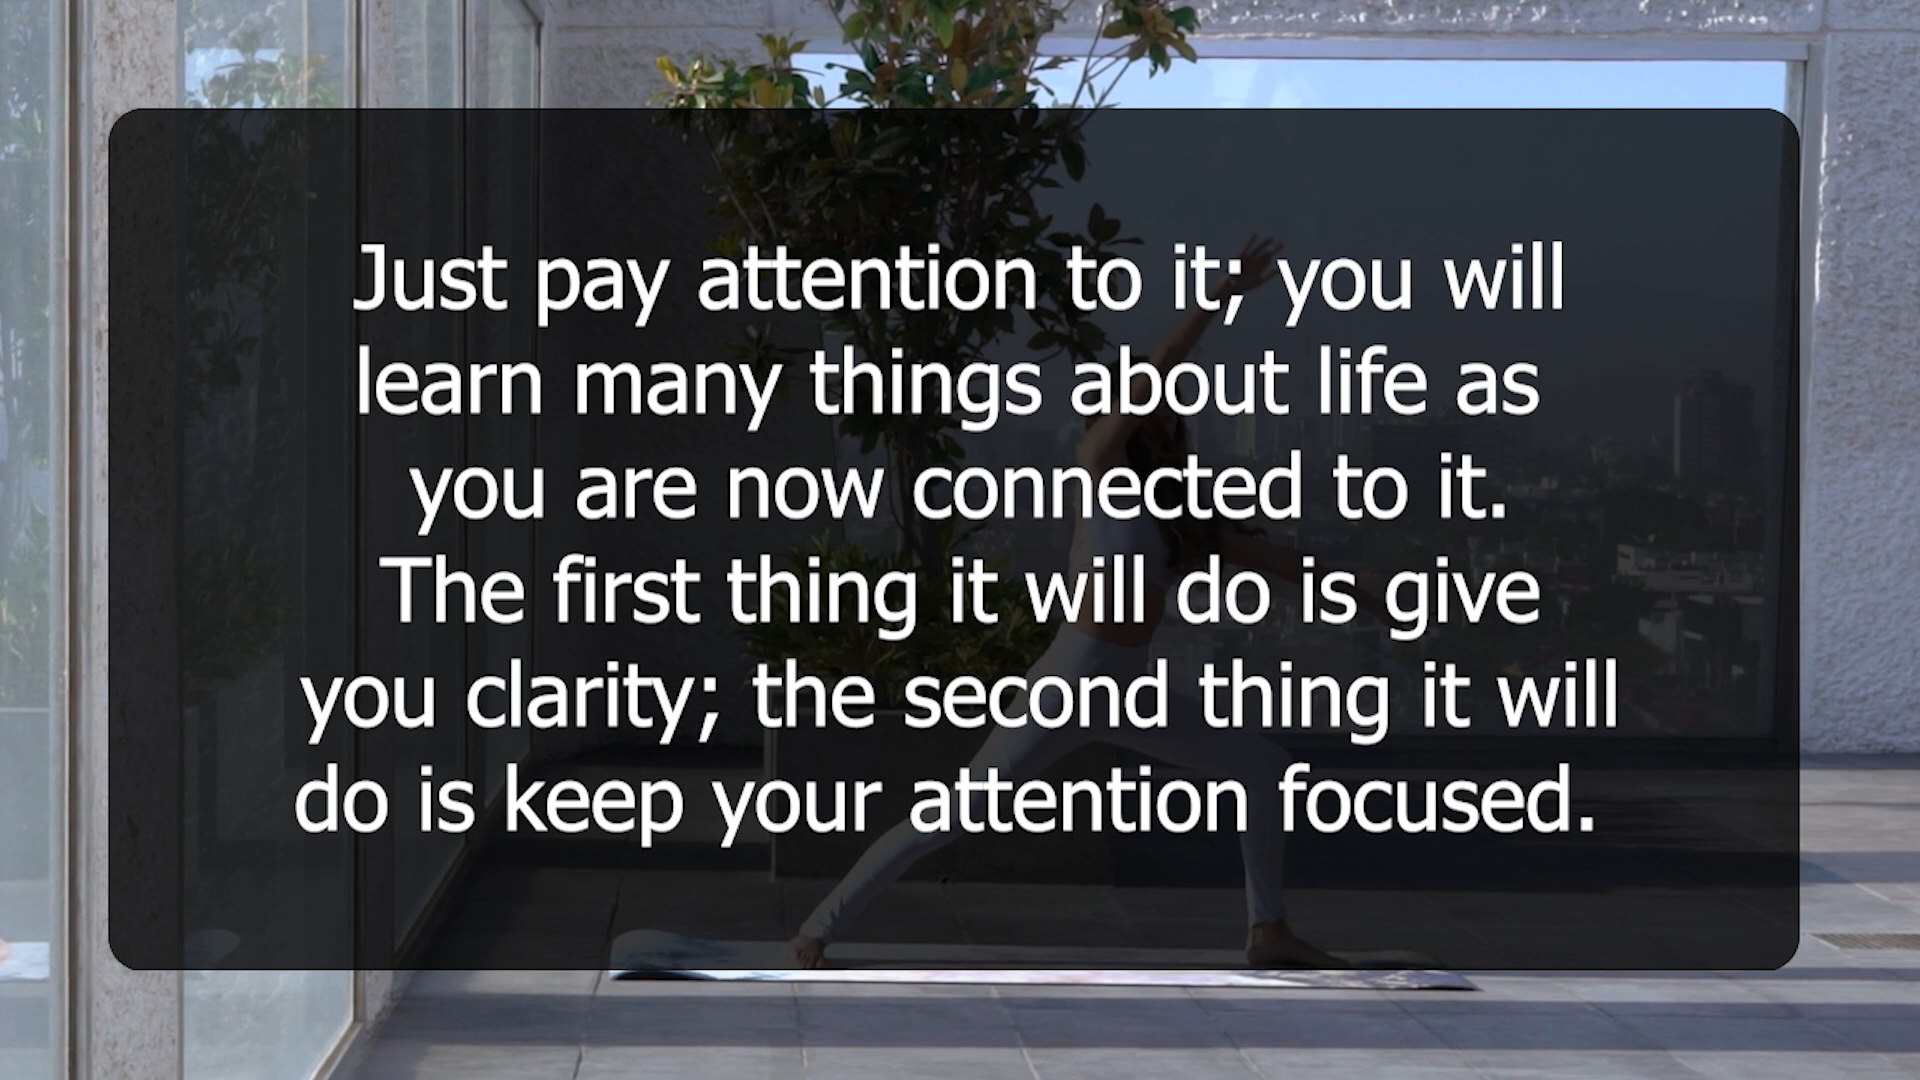 Just pay attention to it; you will
learn many things about life as
you are now connected to it.
The first thing it will do is give
you clarity; the second thing it will
do is keep your attention focused.